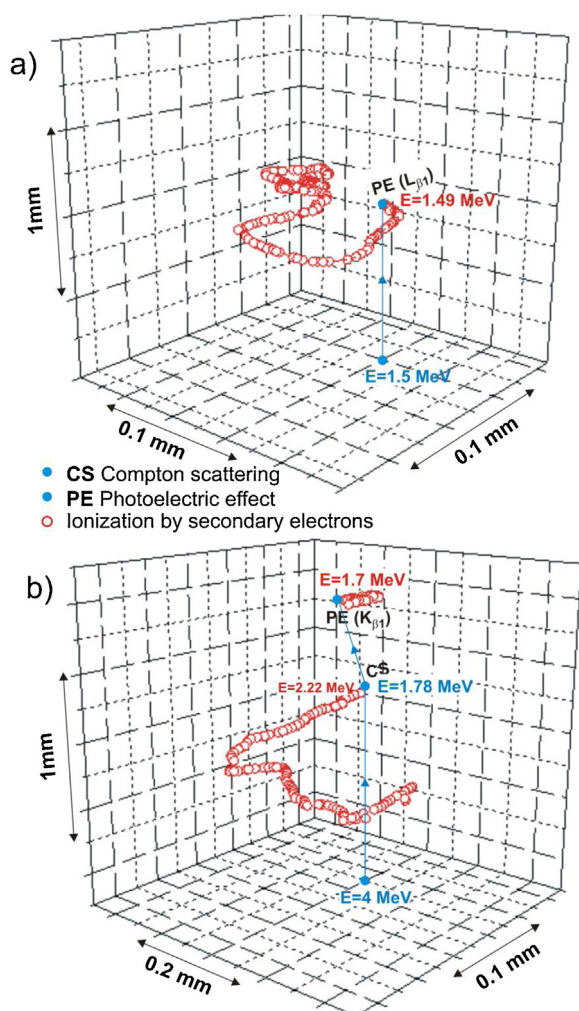 a)
1mm
PE (Lβ1)
E=1.49 MeV
E=1.5 MeV
0.1 mm
0.1 mm
CS Compton scattering
PE Photoelectric effect
Ionization by secondary electrons
b)
E=1.7 MeV
PE (Kβ1)
CS
E=2.22 MeV
E=1.78 MeV
1mm
E=4 MeV
0.2 mm
0.1 mm